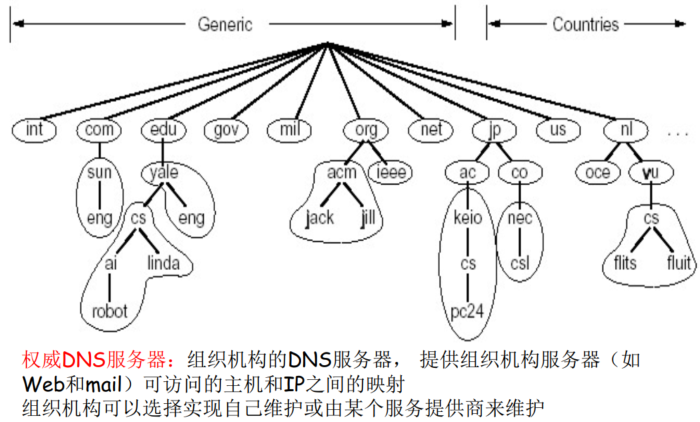 Generic Countries
int com edu gov mil org net jp us nl ...
sun yale acm ieee ac co oce vu
eng cs eng jack jill keio nec cs
ai linda cs csl flits fluit
robot pc24
权威DNS服务器：组织机构的DNS服务器， 提供组织机构服务器（如
Web和mail）可访问的主机和IP之间的映射
组织机构可以选择实现自己维护或由某个服务提供商来维护